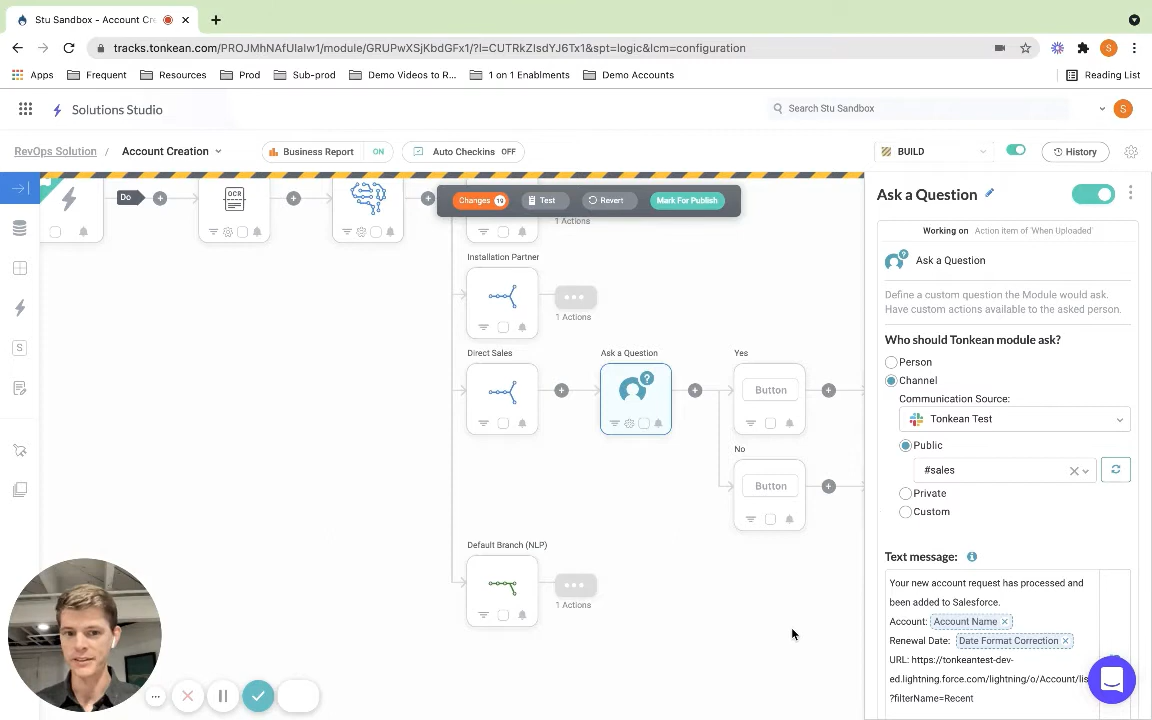 Stu Sandbox - Account Cre
tracks.tonkean.com/PROJMhNAfUIaIw1/module/GRUPwXSjKbdGFx1/?l=CUTRkZIsdYJ6Tx1&spt=logic&lcm=configuration
S
Apps
Frequent
Resources
Prod
Sub-prod
Demo Videos to R...
1 on 1 Enablments
Demo Accounts
Reading List
Solutions Studio
Search Stu Sandbox
S
RevOps Solution / Account Creation
Business Report ON
Auto Checkins OFF
BUILD
History
Changes 19
Test
Revert
Mark For Publish
Do
OCR
1 Actions
Installation Partner
1 Actions
Direct Sales
Ask a Question
Yes
Button
No
Button
Default Branch (NLP)
1 Actions
S
Ask a Question
Working on Action item of 'When Uploaded'
Ask a Question
Define a custom question the Module would ask.
Have custom actions available to the asked person.
Who should Tonkean module ask?
Person
Channel
Communication Source:
Tonkean Test
Public
#sales
Private
Custom
Text message:
Your new account request has processed and
been added to Salesforce.
Account: Account Name ×
Renewal Date: Date Format Correction ×
URL: https://tonkeantest-dev-
ed.lightning.force.com/lightning/o/Account/lis
?filterName=Recent